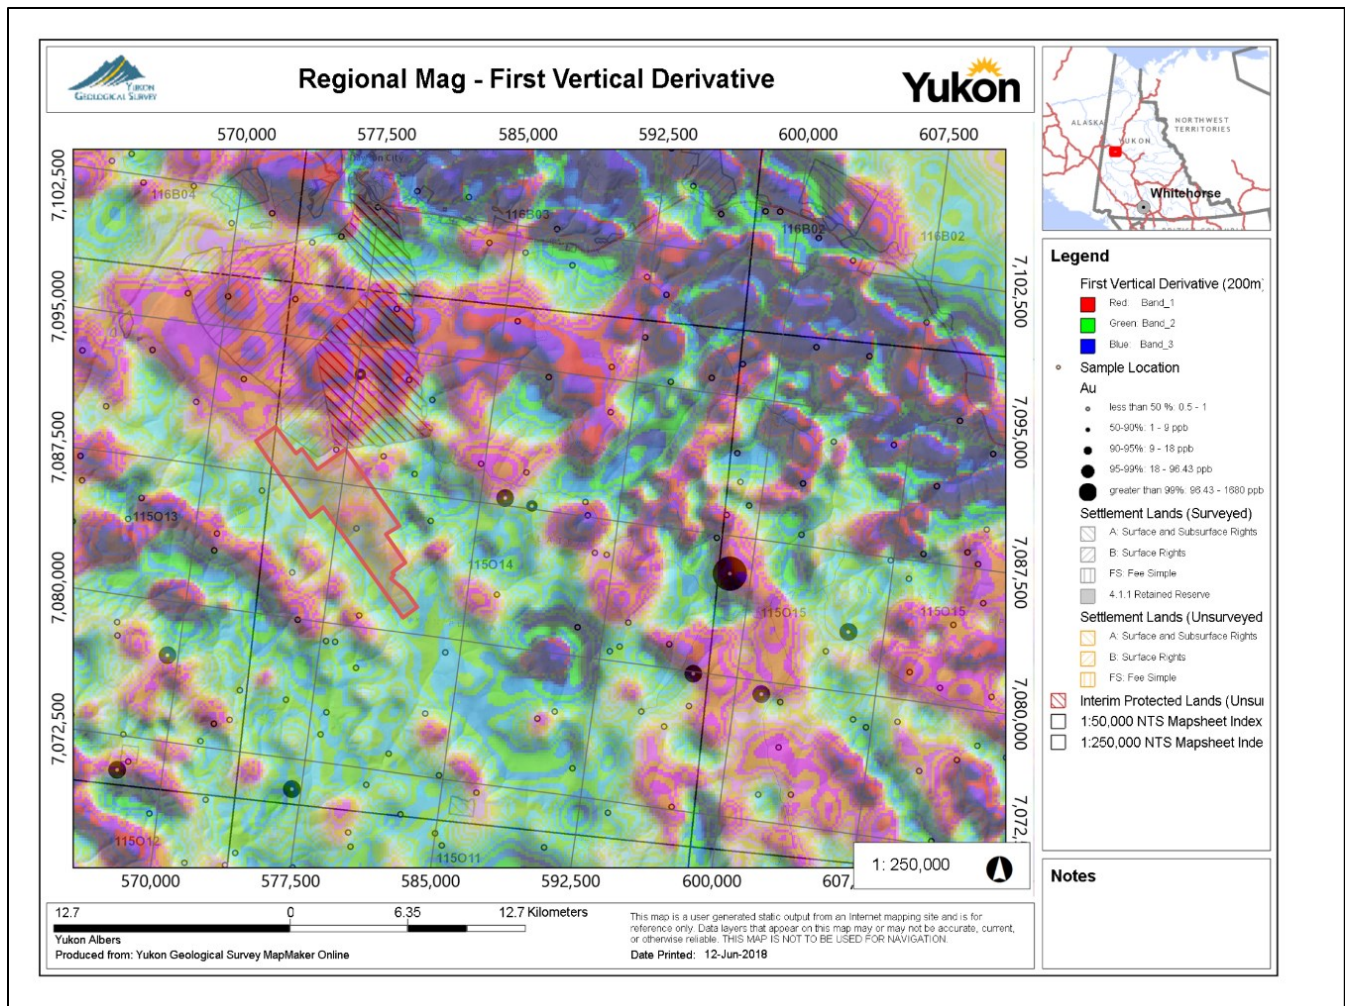 YUKON
GEOLOGICAL SURVEY
Regional Mag - First Vertical Derivative
Yukon
570,000
577,500
585,000
592,500
600,000
607,500
7,102,500
7,095,000
7,087,500
7,080,000
7,072,500
116B04
116B03
116B02
116B02
115O13
115O14
115O15
115O15
115O12
115O11
7,102,500
7,095,000
7,087,500
7,080,000
570,000
577,500
585,000
592,500
600,000
1: 250,000
ALASKA
YUKON
NORTHWEST
TERRITORIES
Whitehorse
Legend
First Vertical Derivative (200m)
Red: Band_1
Green: Band_2
Blue: Band_3
Sample Location
Au
less than 50 %: 0.5 - 1
50-90%: 1 - 9 ppb
90-95%: 9 - 18 ppb
95-99%: 18 - 96.43 ppb
greater than 99%: 96.43 - 1680 ppb
Settlement Lands (Surveyed)
A: Surface and Subsurface Rights
B: Surface Rights
FS: Fee Simple
4.1.1 Retained Reserve
Settlement Lands (Unsurveyed
A: Surface and Subsurface Rights
B: Surface Rights
FS: Fee Simple
Interim Protected Lands (Unsu
1:50,000 NTS Mapsheet Index
1:250,000 NTS Mapsheet Inde
Notes
12.7 0 6.35 12.7 Kilometers
Yukon Albers
Produced from: Yukon Geological Survey MapMaker Online
This map is a user generated static output from an Internet mapping site and is for
reference only. Data layers that appear on this map may or may not be accurate, current,
or otherwise reliable. THIS MAP IS NOT TO BE USED FOR NAVIGATION.
Date Printed: 12-Jun-2018